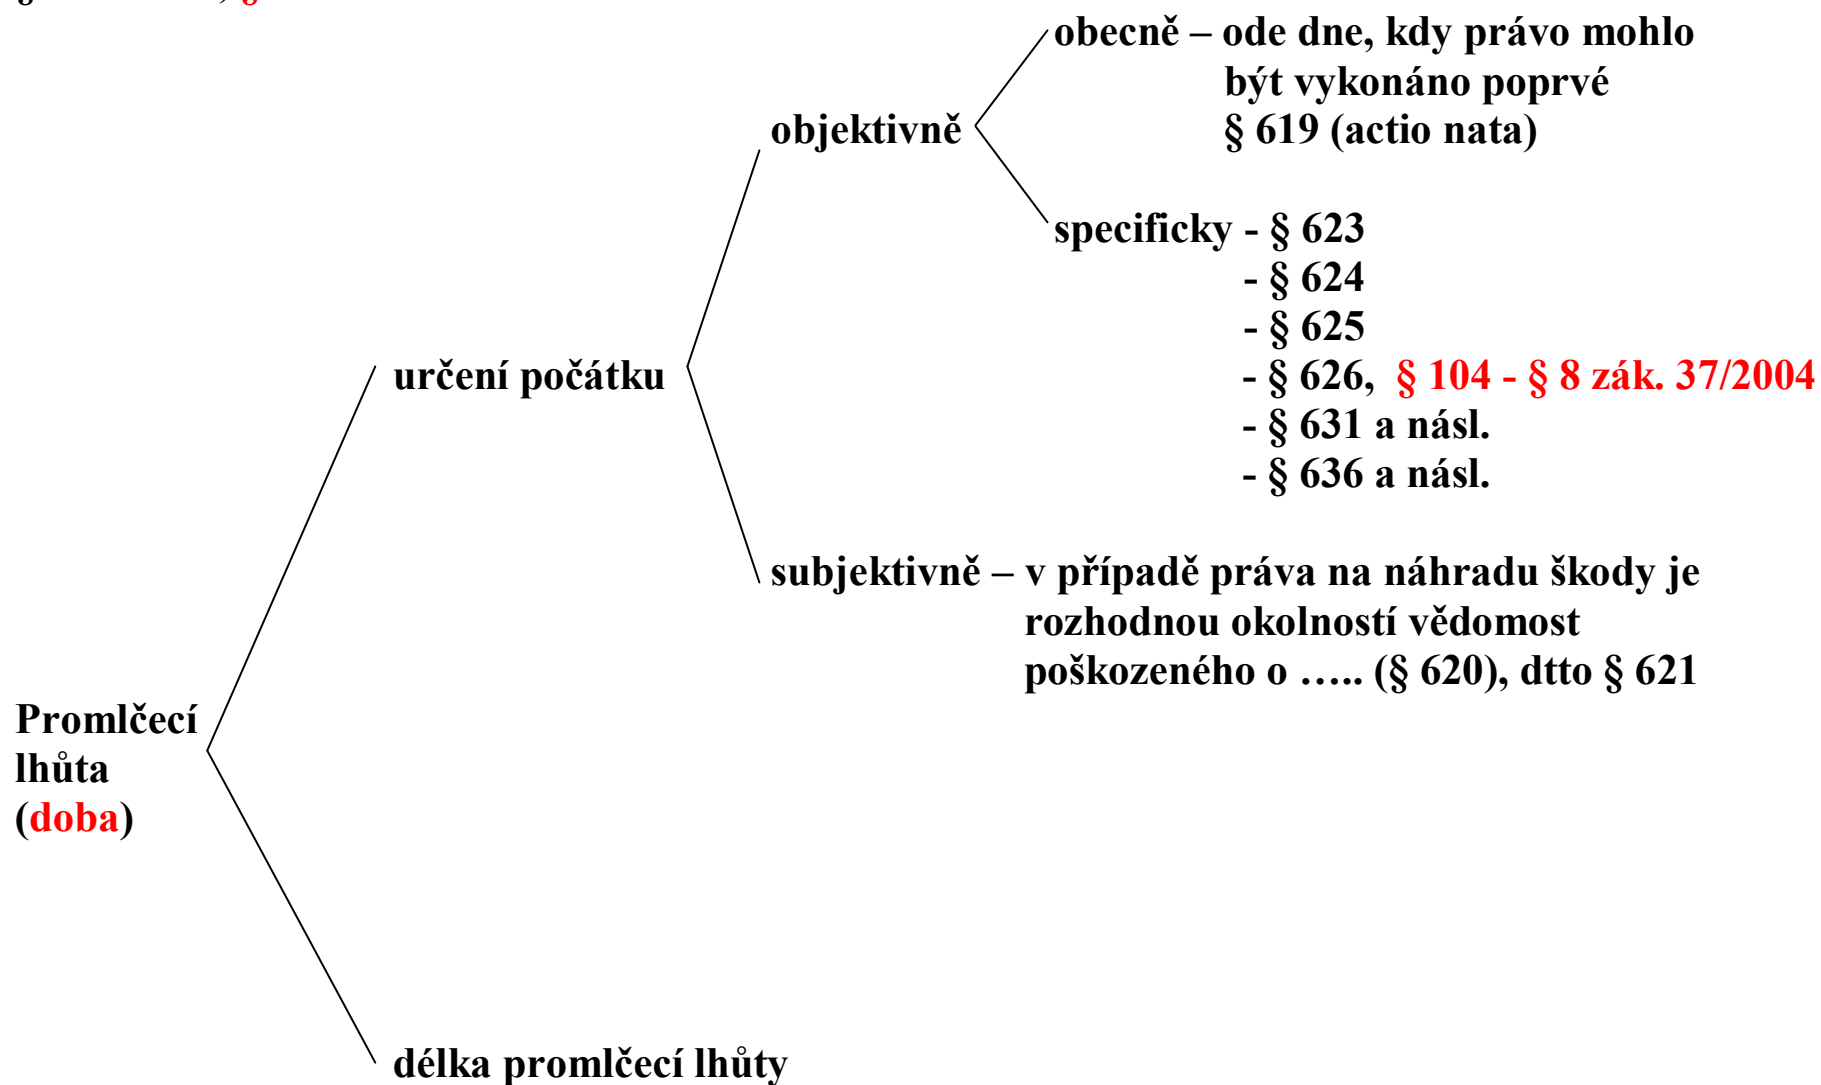 obecně – ode dne, kdy právo mohlo
být vykonáno poprvé
objektivně
§ 619 (actio nata)
specificky - § 623
- § 624
- § 625
určení počátku
- § 626, § 104 - § 8 zák. 37/2004
- § 631 a násl.
- § 636 a násl.
subjektivně – v případě práva na náhradu škody je
rozhodnou okolností vědomost
poškozeného o ….. (§ 620), dtto § 621
Promlčecí
lhůta
(doba)
délka promlčecí lhůty